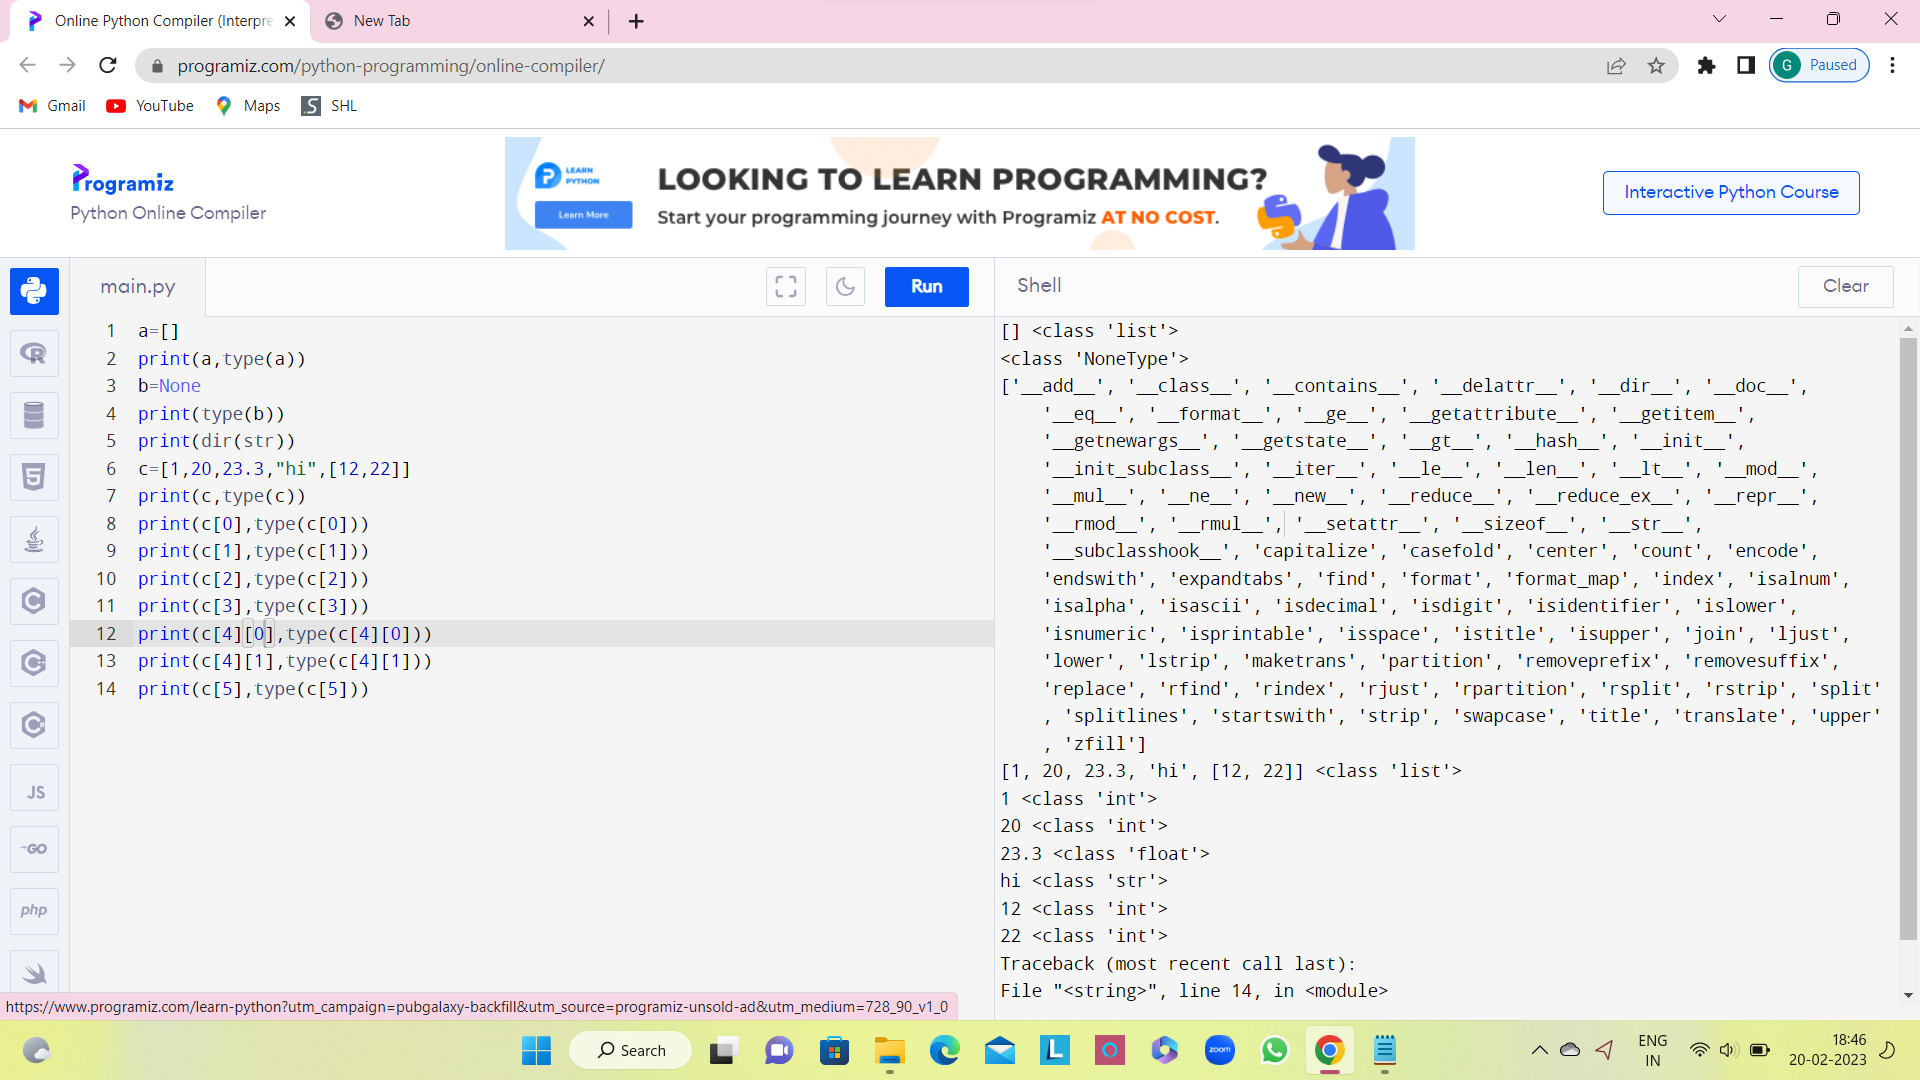 Online Python Compiler (Interpre
New Tab
programiz.com/python-programming/online-compiler/
G Paused
Gmail
YouTube
Maps
S SHL
Programiz
Python Online Compiler
LEARN PYTHON
Learn More
LOOKING TO LEARN PROGRAMMING?
Start your programming journey with Programiz AT NO COST.
Interactive Python Course
main.py
Run
Shell
Clear
R
5
C
C
C
JS
GO
php
1 a=[]
2 print(a,type(a))
3 b=None
4 print(type(b))
5 print(dir(str))
6 c=[1,20,23.3,"hi",[12,22]]
7 print(c,type(c))
8 print(c[0],type(c[0]))
9 print(c[1],type(c[1]))
10 print(c[2],type(c[2]))
11 print(c[3],type(c[3]))
12 print(c[4][0],type(c[4][0]))
13 print(c[4][1],type(c[4][1]))
14 print(c[5],type(c[5]))
[] <class 'list'>
<class 'NoneType'>
['__add__', '__class__', '__contains__', '__delattr__', '__dir__', '__doc__',
'__eq__', '__format__', '__ge__', '__getattribute__', '__getitem__',
'__getnewargs__', '__getstate__', '__gt__', '__hash__', '__init__',
'__init_subclass__', '__iter__', '__le__', '__len__', '__lt__', '__mod__',
'__mul__', '__ne__', '__new__', '__reduce__', '__reduce_ex__', '__repr__',
'__rmod__', '__rmul__', '__setattr__', '__sizeof__', '__str__',
'__subclasshook__', 'capitalize', 'casefold', 'center', 'count', 'encode',
'endswith', 'expandtabs', 'find', 'format', 'format_map', 'index', 'isalnum',
'isalpha', 'isascii', 'isdecimal', 'isdigit', 'isidentifier', 'islower',
'isnumeric', 'isprintable', 'isspace', 'istitle', 'isupper', 'join', 'ljust',
'lower', 'lstrip', 'maketrans', 'partition', 'removeprefix', 'removesuffix',
'replace', 'rfind', 'rindex', 'rjust', 'rpartition', 'rsplit', 'rstrip', 'split'
, 'splitlines', 'startswith', 'strip', 'swapcase', 'title', 'translate', 'upper'
, 'zfill']
[1, 20, 23.3, 'hi', [12, 22]] <class 'list'>
1 <class 'int'>
20 <class 'int'>
23.3 <class 'float'>
hi <class 'str'>
12 <class 'int'>
22 <class 'int'>
Traceback (most recent call last):
File "<string>", line 14, in <module>
https://www.programiz.com/learn-python?utm_campaign=pubgalaxy-backfill&utm_source=programiz-unsold-ad&utm_medium=728_90_v1_0
Search
L
zoom
ENG
IN
18:46
20-02-2023